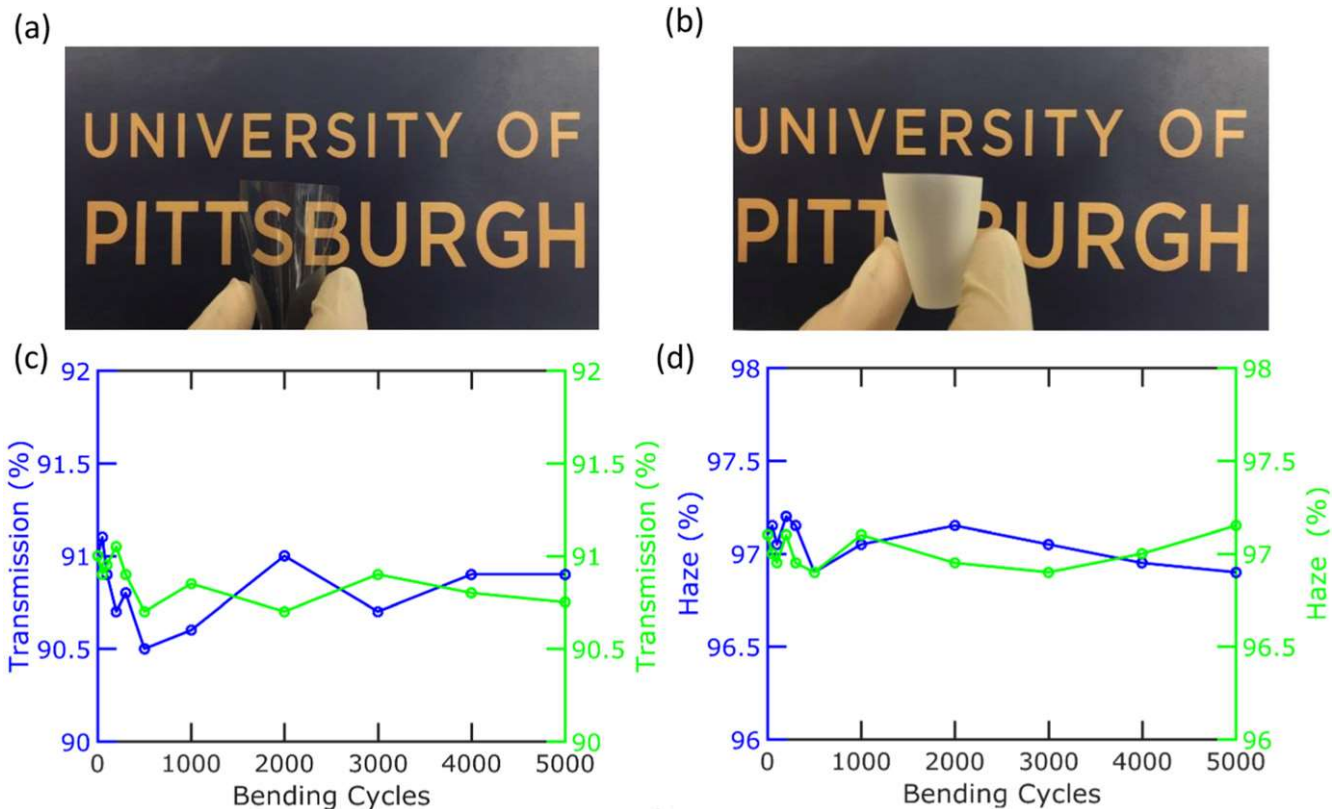 (a)
UNIVERSITY OF
PITTSBURGH
(b)
UNIVERSITY OF
PITTSBURGH
(c)
92
91.5
91
90.5
90
Transmission (%)
92
91.5
91
90.5
90
Transmission (%)
0 1000 2000 3000 4000 5000
Bending Cycles
(d)
98
97.5
97
96.5
96
Haze (%)
98
97.5
97
96.5
96
Haze (%)
0 1000 2000 3000 4000 5000
Bending Cycles